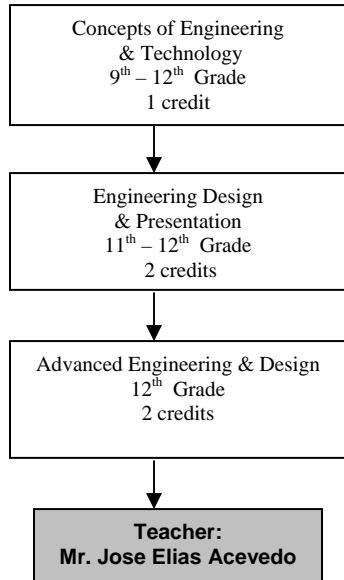 Concepts of Engineering
& Technology
9th – 12th Grade
1 credit
Engineering Design
& Presentation
11th – 12th Grade
2 credits
Advanced Engineering & Design
12th Grade
2 credits
Teacher:
Mr. Jose Elias Acevedo